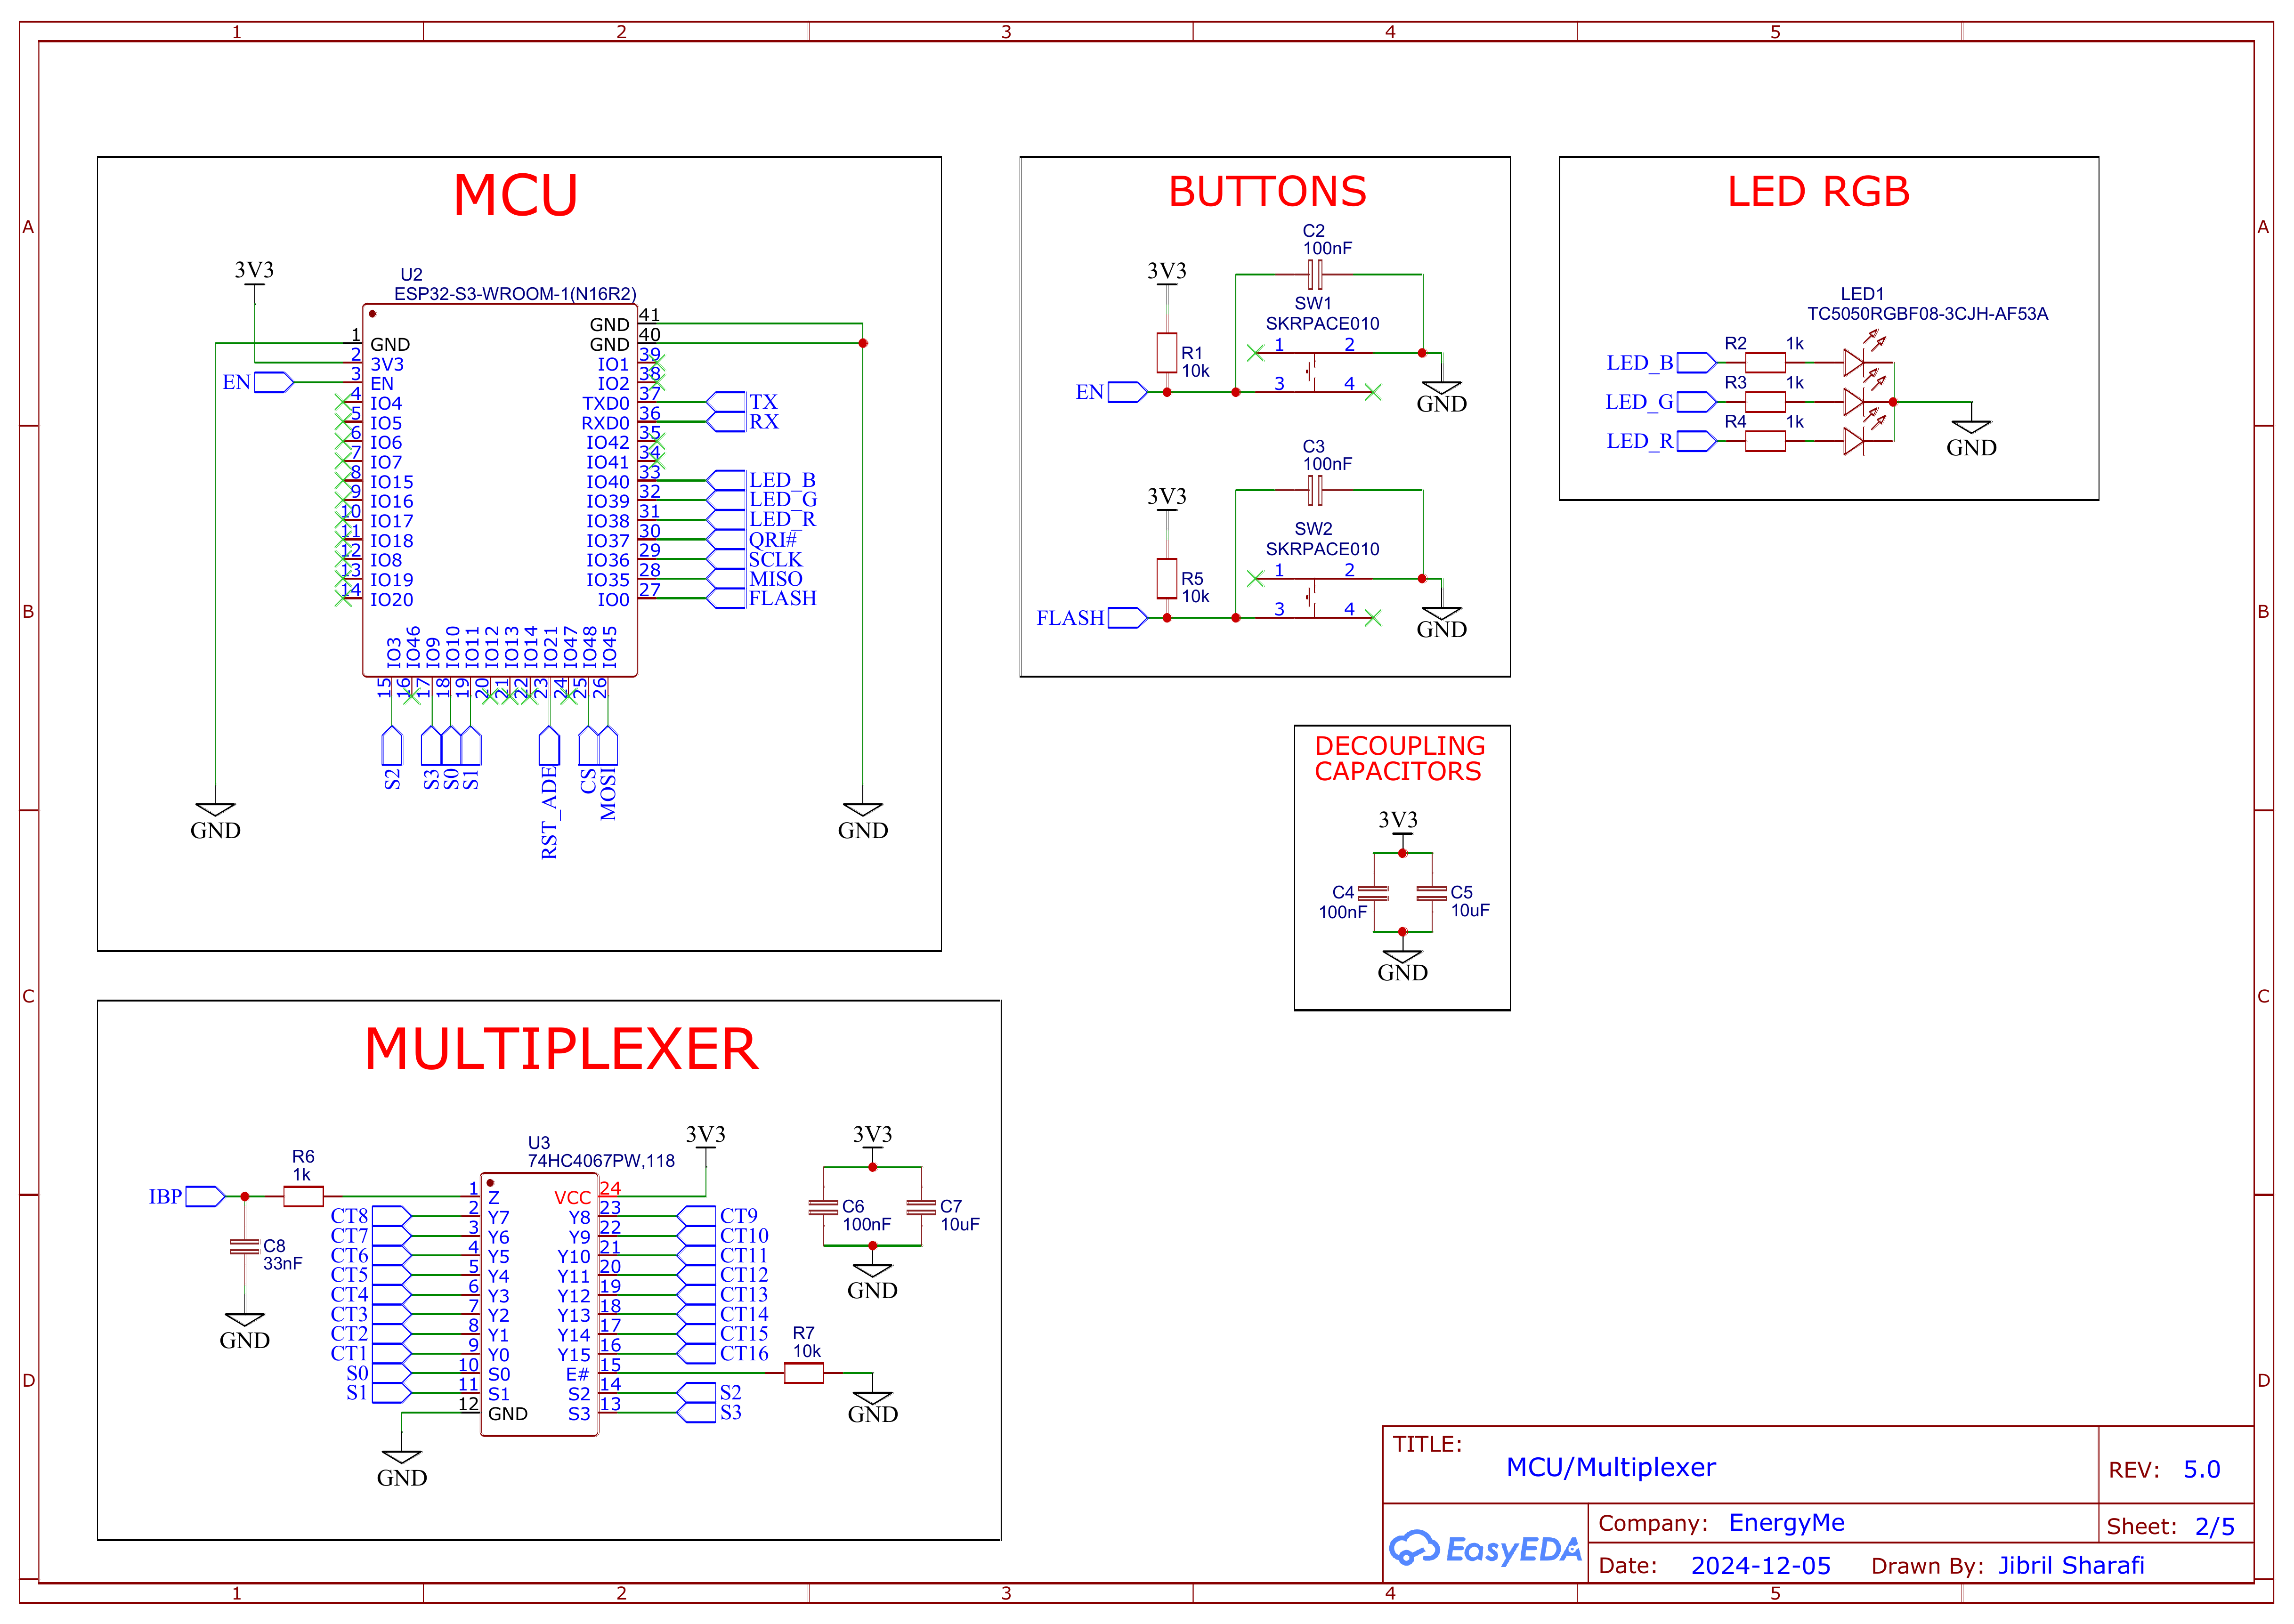 1 2 3 4 5
A A
B B
C C
D D
MCU
3V3
U2
ESP32-S3-WROOM-1(N16R2)
1 GND
2 3V3
EN 3 EN
4 IO4
5 IO5
6 IO6
7 IO7
8 IO15
9 IO16
10 IO17
11 IO18
12 IO8
13 IO19
14 IO20
GND 41
GND 40
IO1 39
IO2 38
TXD0 37 TX
RXD0 36 RX
IO42 35
IO41 34
IO40 33 LED_B
IO39 32 LED_G
IO38 31 LED_R
IO37 30 QRI#
IO36 29 SCLK
IO35 28 MISO
IO0 27 FLASH
IO3 IO46 IO9 IO10 IO11 IO12 IO13 IO14 IO21 IO47 IO48 IO45
15 16 17 18 19 20 21 22 23 24 25 26
S2 S3 S0 S1 RST_ADE CS MOSI
GND GND
BUTTONS
C2
100nF
3V3
SW1
SKRPACE010
R1
10k
1 2
EN 3 4
GND
C3
100nF
3V3
SW2
SKRPACE010
R5
10k
1 2
FLASH 3 4
GND
LED RGB
LED1
TC5050RGBF08-3CJH-AF53A
LED_B R2 1k
LED_G R3 1k
LED_R R4 1k
GND
DECOUPLING
CAPACITORS
3V3
C4
100nF
C5
10uF
GND
MULTIPLEXER
R6
1k
IBP
C8
33nF
GND
U3
74HC4067PW,118
3V3
1 Z VCC 24
CT8 2 Y7 Y8 23 CT9
CT7 3 Y6 Y9 22 CT10
CT6 4 Y5 Y10 21 CT11
CT5 5 Y4 Y11 20 CT12
CT4 6 Y3 Y12 19 CT13
CT3 7 Y2 Y13 18 CT14
CT2 8 Y1 Y14 17 CT15
CT1 9 Y0 Y15 16 CT16
S0 10 S0 E# 15
S1 11 S1 S2 14 S2
12 GND S3 13 S3
GND
3V3
C6
100nF
C7
10uF
GND
R7
10k
GND
TITLE:
MCU/Multiplexer
REV: 5.0
EasyEDA
Company: EnergyMe
Sheet: 2/5
Date: 2024-12-05 Drawn By: Jibril Sharafi
1 2 3 4 5